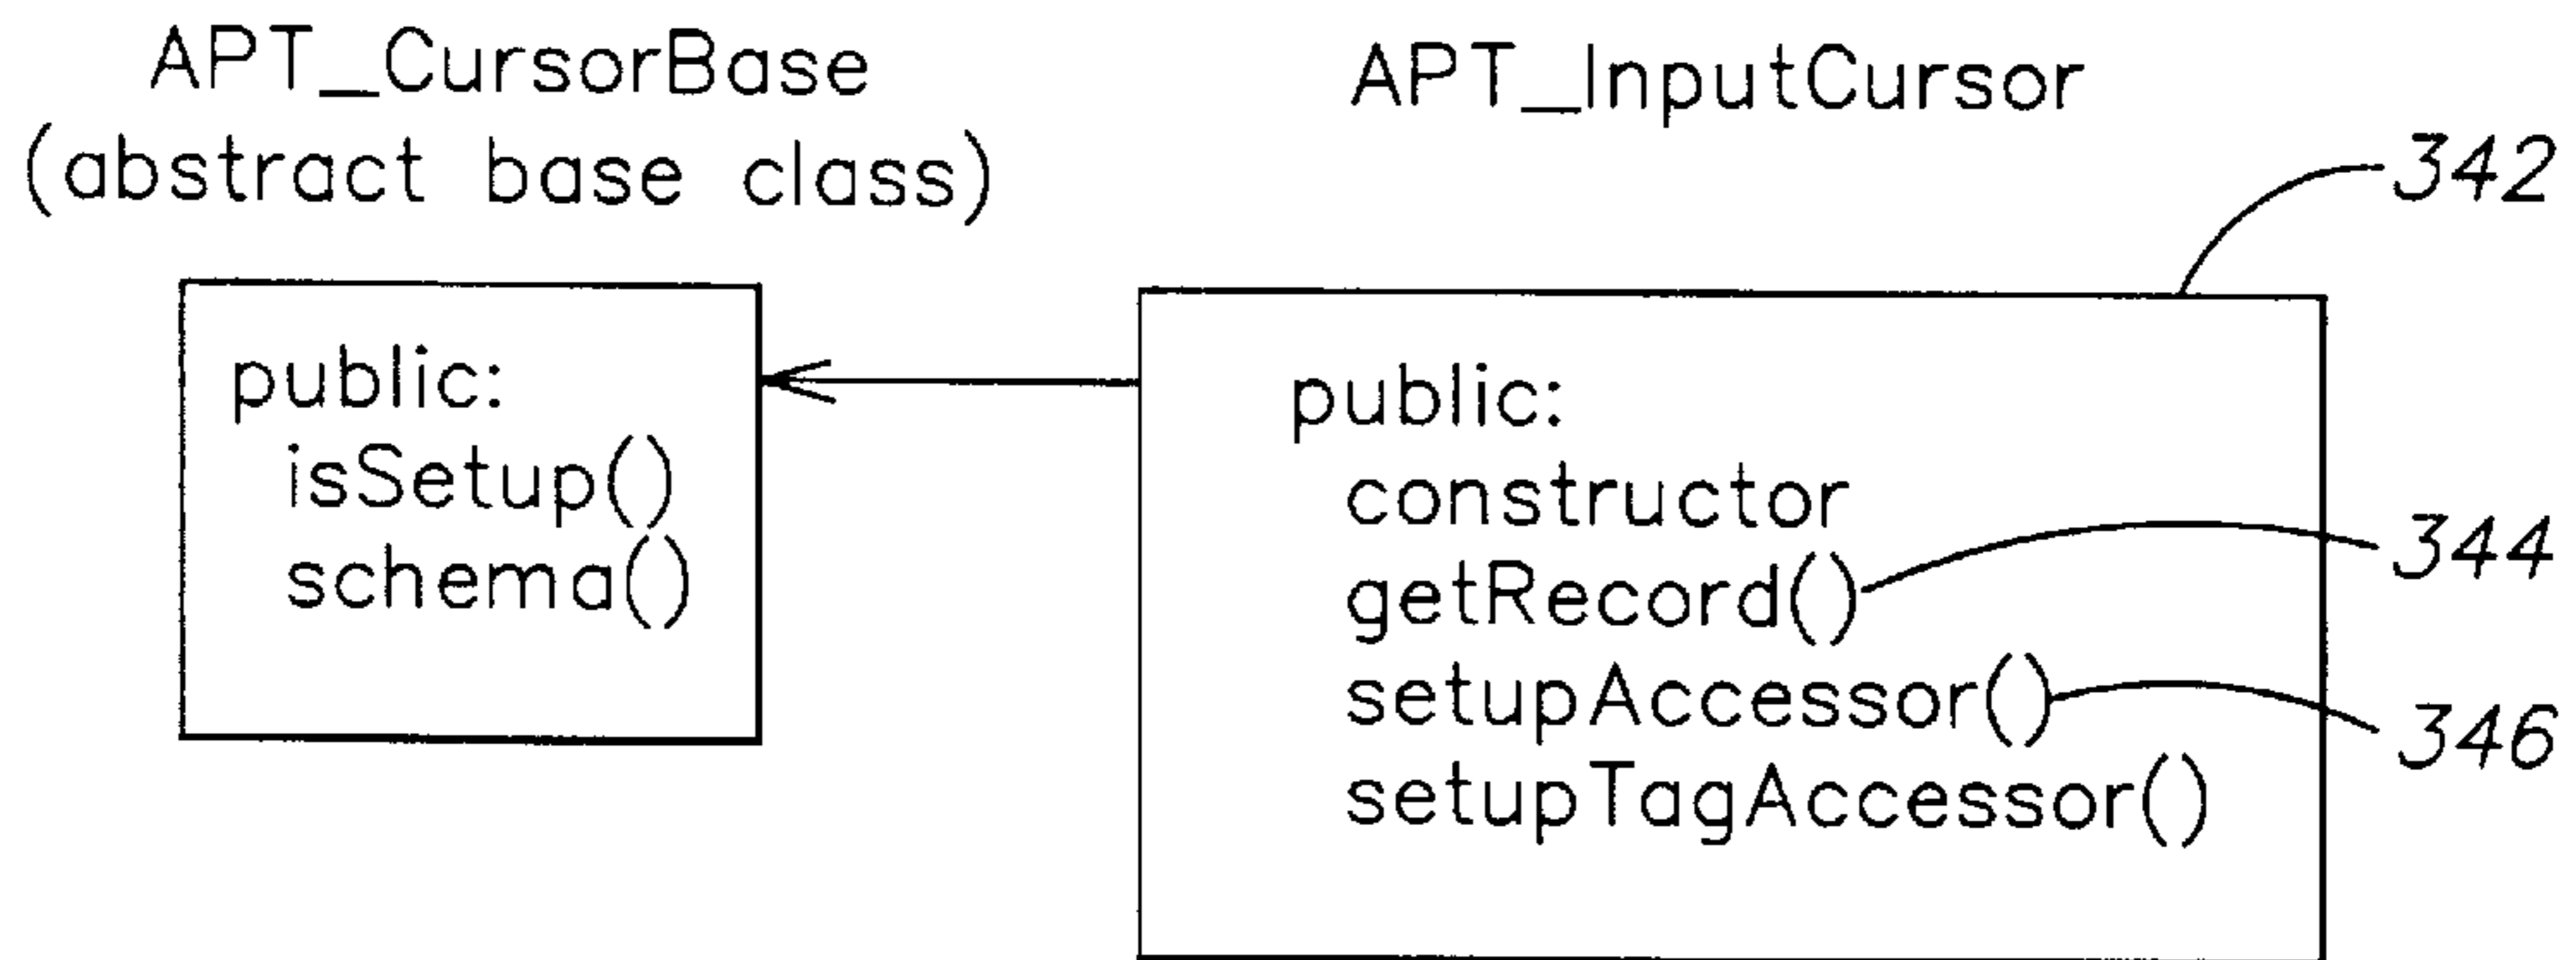 APT_CursorBase
(abstract base class)
public:
isSetup()
schema()
APT_InputCursor
342
public:
constructor
getRecord()
344
setupAccessor()
346
setupTagAccessor()